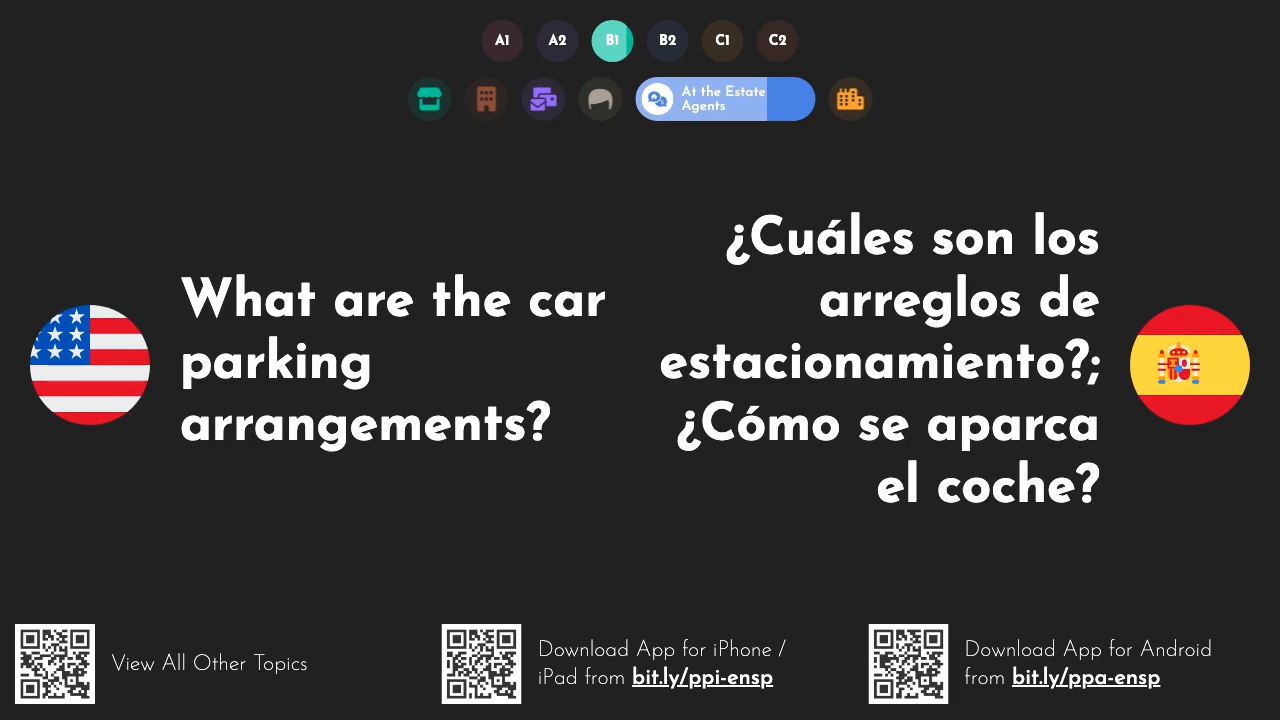 A1 A2 B1 B2 C1 C2
At the Estate
Agents
What are the car
parking
arrangements?
¿Cuáles son los
arreglos de
estacionamiento?;
¿Cómo se aparca
el coche?
View All Other Topics
Download App for iPhone /
iPad from bit.ly/ppi-ensp
Download App for Android
from bit.ly/ppa-ensp